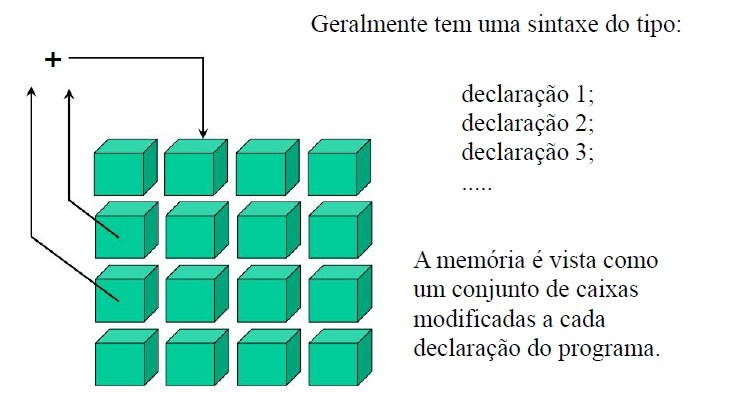 Geralmente tem uma sintaxe do tipo:
+
declaração 1;
declaração 2;
declaração 3;
.....
A memória é vista como
um conjunto de caixas
modificadas a cada
declaração do programa.